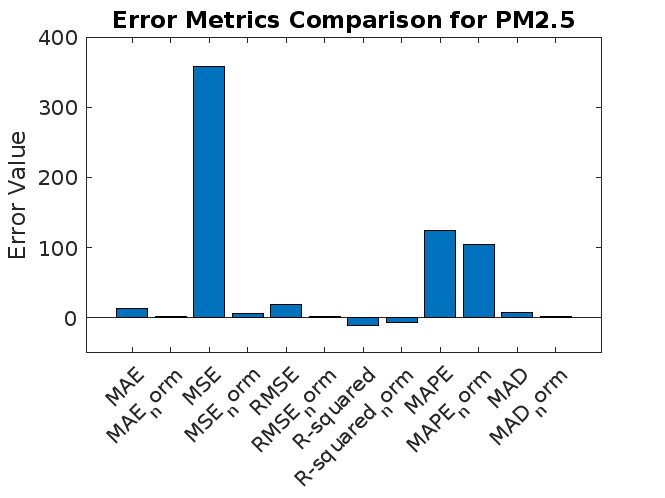 Error Metrics Comparison for PM2.5
Error Value
400
300
200
100
0
MAE
MAE_norm
MSE
MSE_norm
RMSE
RMSE_norm
R-squared
R-squared_norm
MAPE
MAPE_norm
MAD
MAD_norm